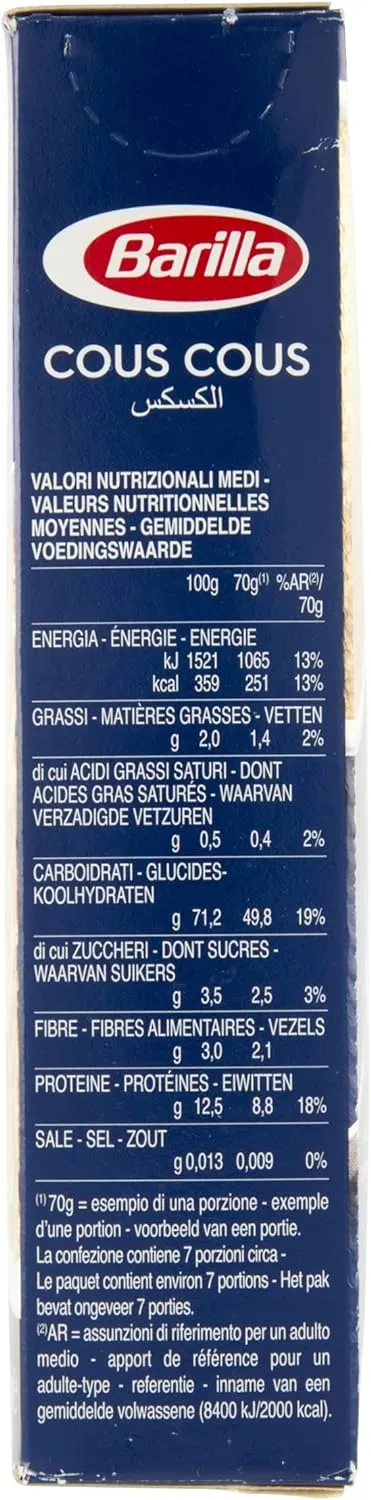 Barilla
COUS COUS
الكسكس
VALORI NUTRIZIONALI MEDI -
VALEURS NUTRITIONNELLES
MOYENNES - GEMIDDELDE
VOEDINGSWAARDE
100g 70g⁽¹⁾ %AR⁽²⁾/
70g
ENERGIA - ÉNERGIE - ENERGIE
kJ 1521 1065 13%
kcal 359 251 13%
GRASSI - MATIÈRES GRASSES - VETTEN
g 2,0 1,4 2%
di cui ACIDI GRASSI SATURI - DONT
ACIDES GRAS SATURÉS - WAARVAN
VERZADIGDE VETZUREN
g 0,5 0,4 2%
CARBOIDRATI - GLUCIDES-
KOOLHYDRATEN
g 71,2 49,8 19%
di cui ZUCCHERI - DONT SUCRES -
WAARVAN SUIKERS
g 3,5 2,5 3%
FIBRE - FIBRES ALIMENTAIRES - VEZELS
g 3,0 2,1
PROTEINE - PROTÉINES - EIWITTEN
g 12,5 8,8 18%
SALE - SEL - ZOUT
g 0,013 0,009 0%
⁽¹⁾ 70g = esempio di una porzione - exemple
d'une portion - voorbeeld van een portie.
La confezione contiene 7 porzioni circa -
Le paquet contient environ 7 portions - Het pak
bevat ongeveer 7 porties.
⁽²⁾AR = assunzioni di riferimento per un adulto
medio - apport de référence pour un
adulte-type - referentie - inname van een
gemiddelde volwassene (8400 kJ/2000 kcal).